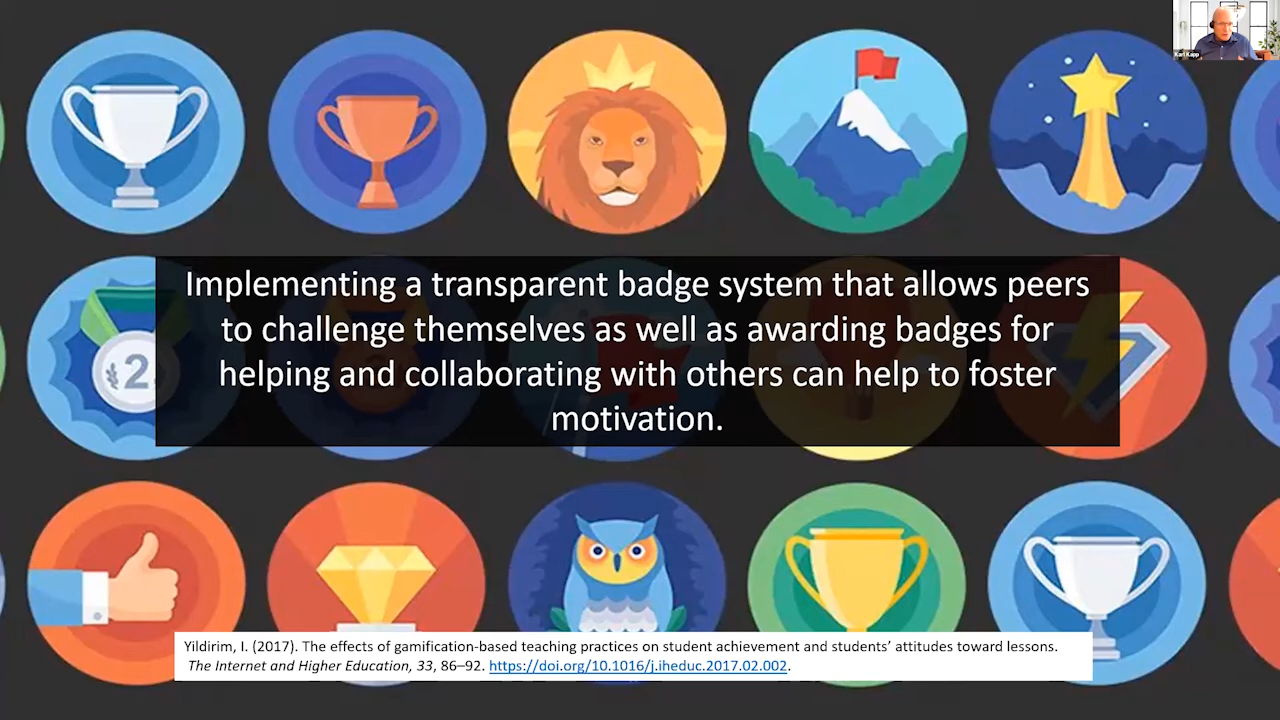 Karl Kapp
2
Implementing a transparent badge system that allows peers
to challenge themselves as well as awarding badges for
helping and collaborating with others can help to foster
motivation.
Yildirim, I. (2017). The effects of gamification-based teaching practices on student achievement and students’ attitudes toward lessons.
The Internet and Higher Education, 33, 86–92. https://doi.org/10.1016/j.iheduc.2017.02.002.